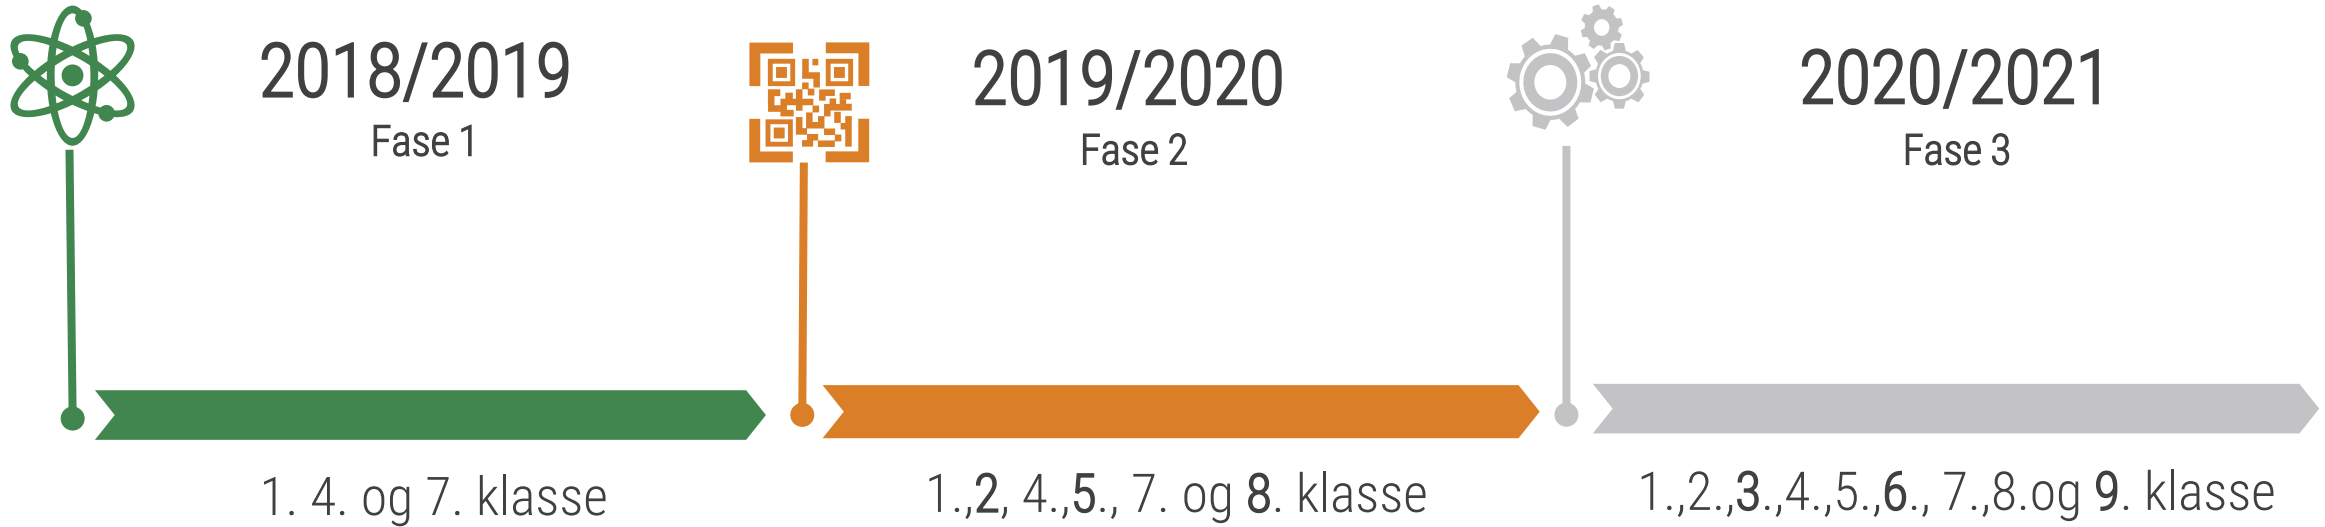 2018/2019
Fase 1
1. 4. og 7. klasse
2019/2020
Fase 2
1.,2, 4.,5., 7. og 8. klasse
2020/2021
Fase 3
1.,2.,3.,4.,5.,6., 7.,8.og 9. klasse